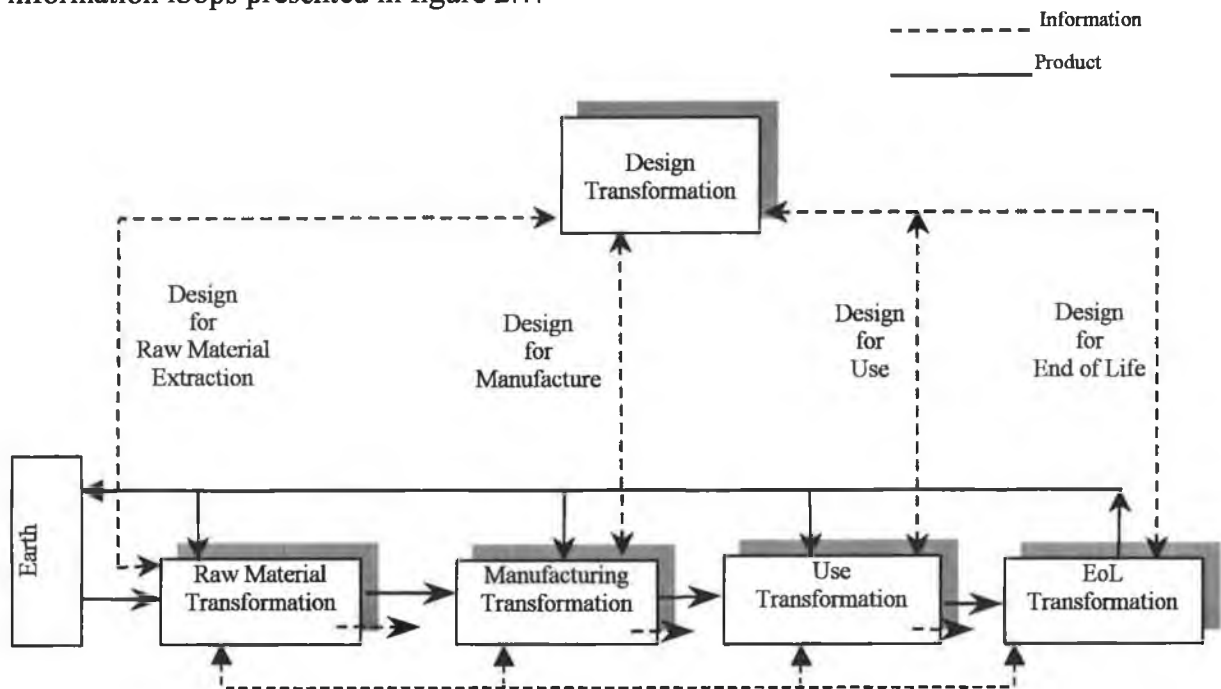 Information
Product
Design
Transformation
Design
for
Raw Material
Extraction
Design
for
Manufacture
Design
for
Use
Design
for
End of Life
Earth
Raw Material
Transformation
Manufacturing
Transformation
Use
Transformation
EoL
Transformation